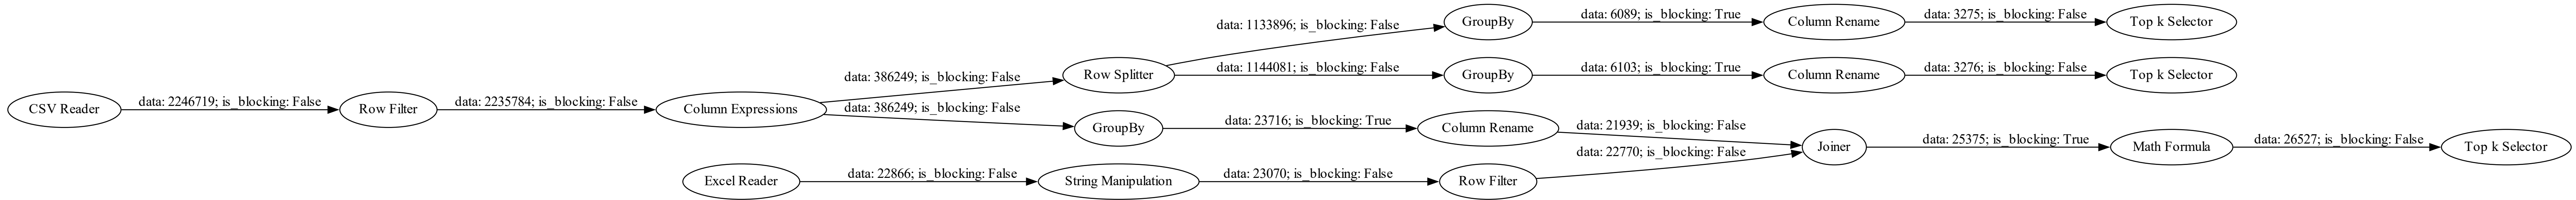 data: 1133896; is_blocking: False
GroupBy
data: 6089; is_blocking: True
Column Rename
data: 3275; is_blocking: False
Top k Selector
data: 386249; is_blocking: False
Row Splitter
data: 1144081; is_blocking: False
GroupBy
data: 6103; is_blocking: True
Column Rename
data: 3276; is_blocking: False
Top k Selector
CSV Reader
data: 2246719; is_blocking: False
Row Filter
data: 2235784; is_blocking: False
Column Expressions
data: 386249; is_blocking: False
GroupBy
data: 23716; is_blocking: True
Column Rename
data: 21939; is_blocking: False
Joiner
data: 25375; is_blocking: True
Math Formula
data: 26527; is_blocking: False
Top k Selector
Excel Reader
data: 22866; is_blocking: False
String Manipulation
data: 23070; is_blocking: False
Row Filter
data: 22770; is_blocking: False